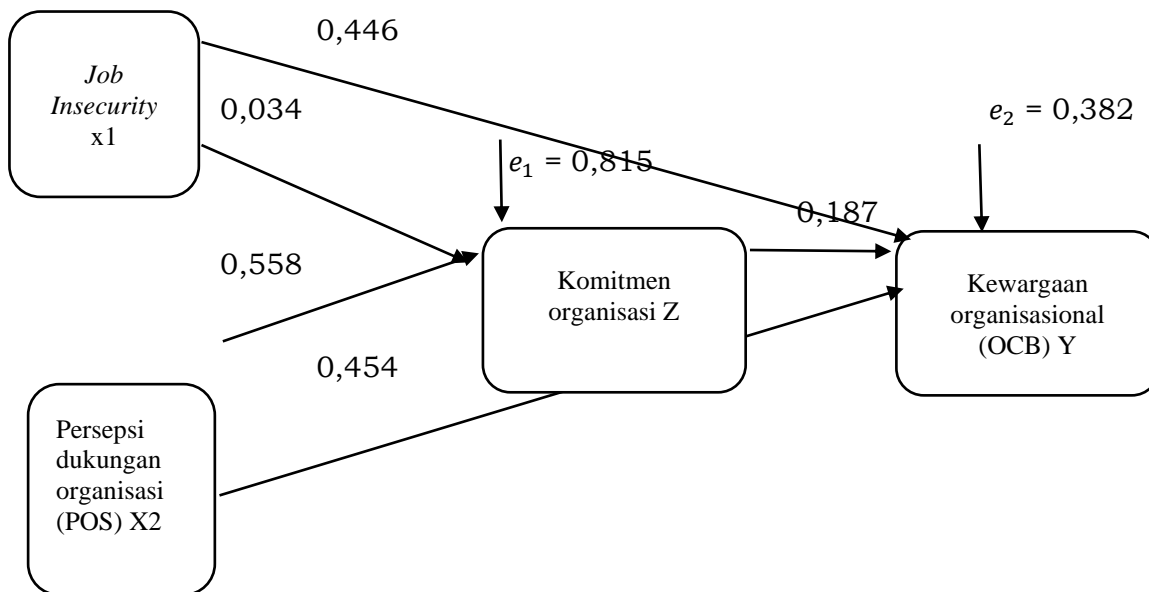 0,446
Job
Insecurity
x1
0,034
e₂ = 0,382
e₁ = 0,815
0,187
0,558
Komitmen
organisasi Z
Kewargaan
organisasional
(OCB) Y
0,454
Persepsi
dukungan
organisasi
(POS) X2